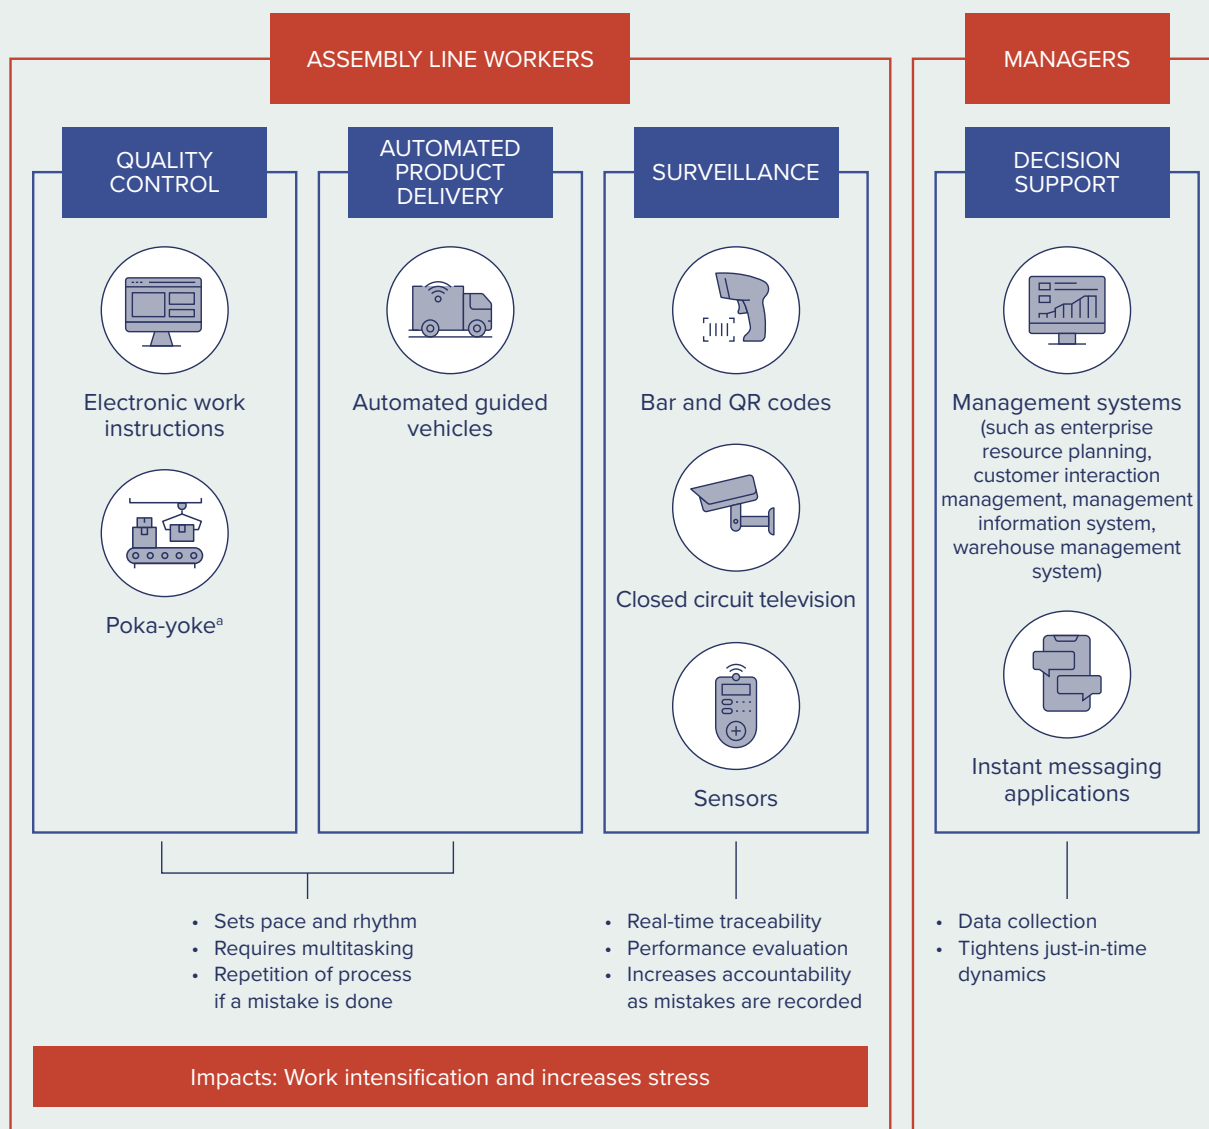 ASSEMBLY LINE WORKERS
QUALITY
CONTROL
Electronic work
instructions
Poka-yokeᵃ
AUTOMATED
PRODUCT
DELIVERY
Automated guided
vehicles
• Sets pace and rhythm
• Requires multitasking
• Repetition of process
if a mistake is done
SURVEILLANCE
Bar and QR codes
Closed circuit television
Sensors
• Real-time traceability
• Performance evaluation
• Increases accountability
as mistakes are recorded
Impacts: Work intensification and increases stress
MANAGERS
DECISION
SUPPORT
Management systems
(such as enterprise
resource planning,
customer interaction
management, management
information system,
warehouse management
system)
Instant messaging
applications
• Data collection
• Tightens just-in-time
dynamics